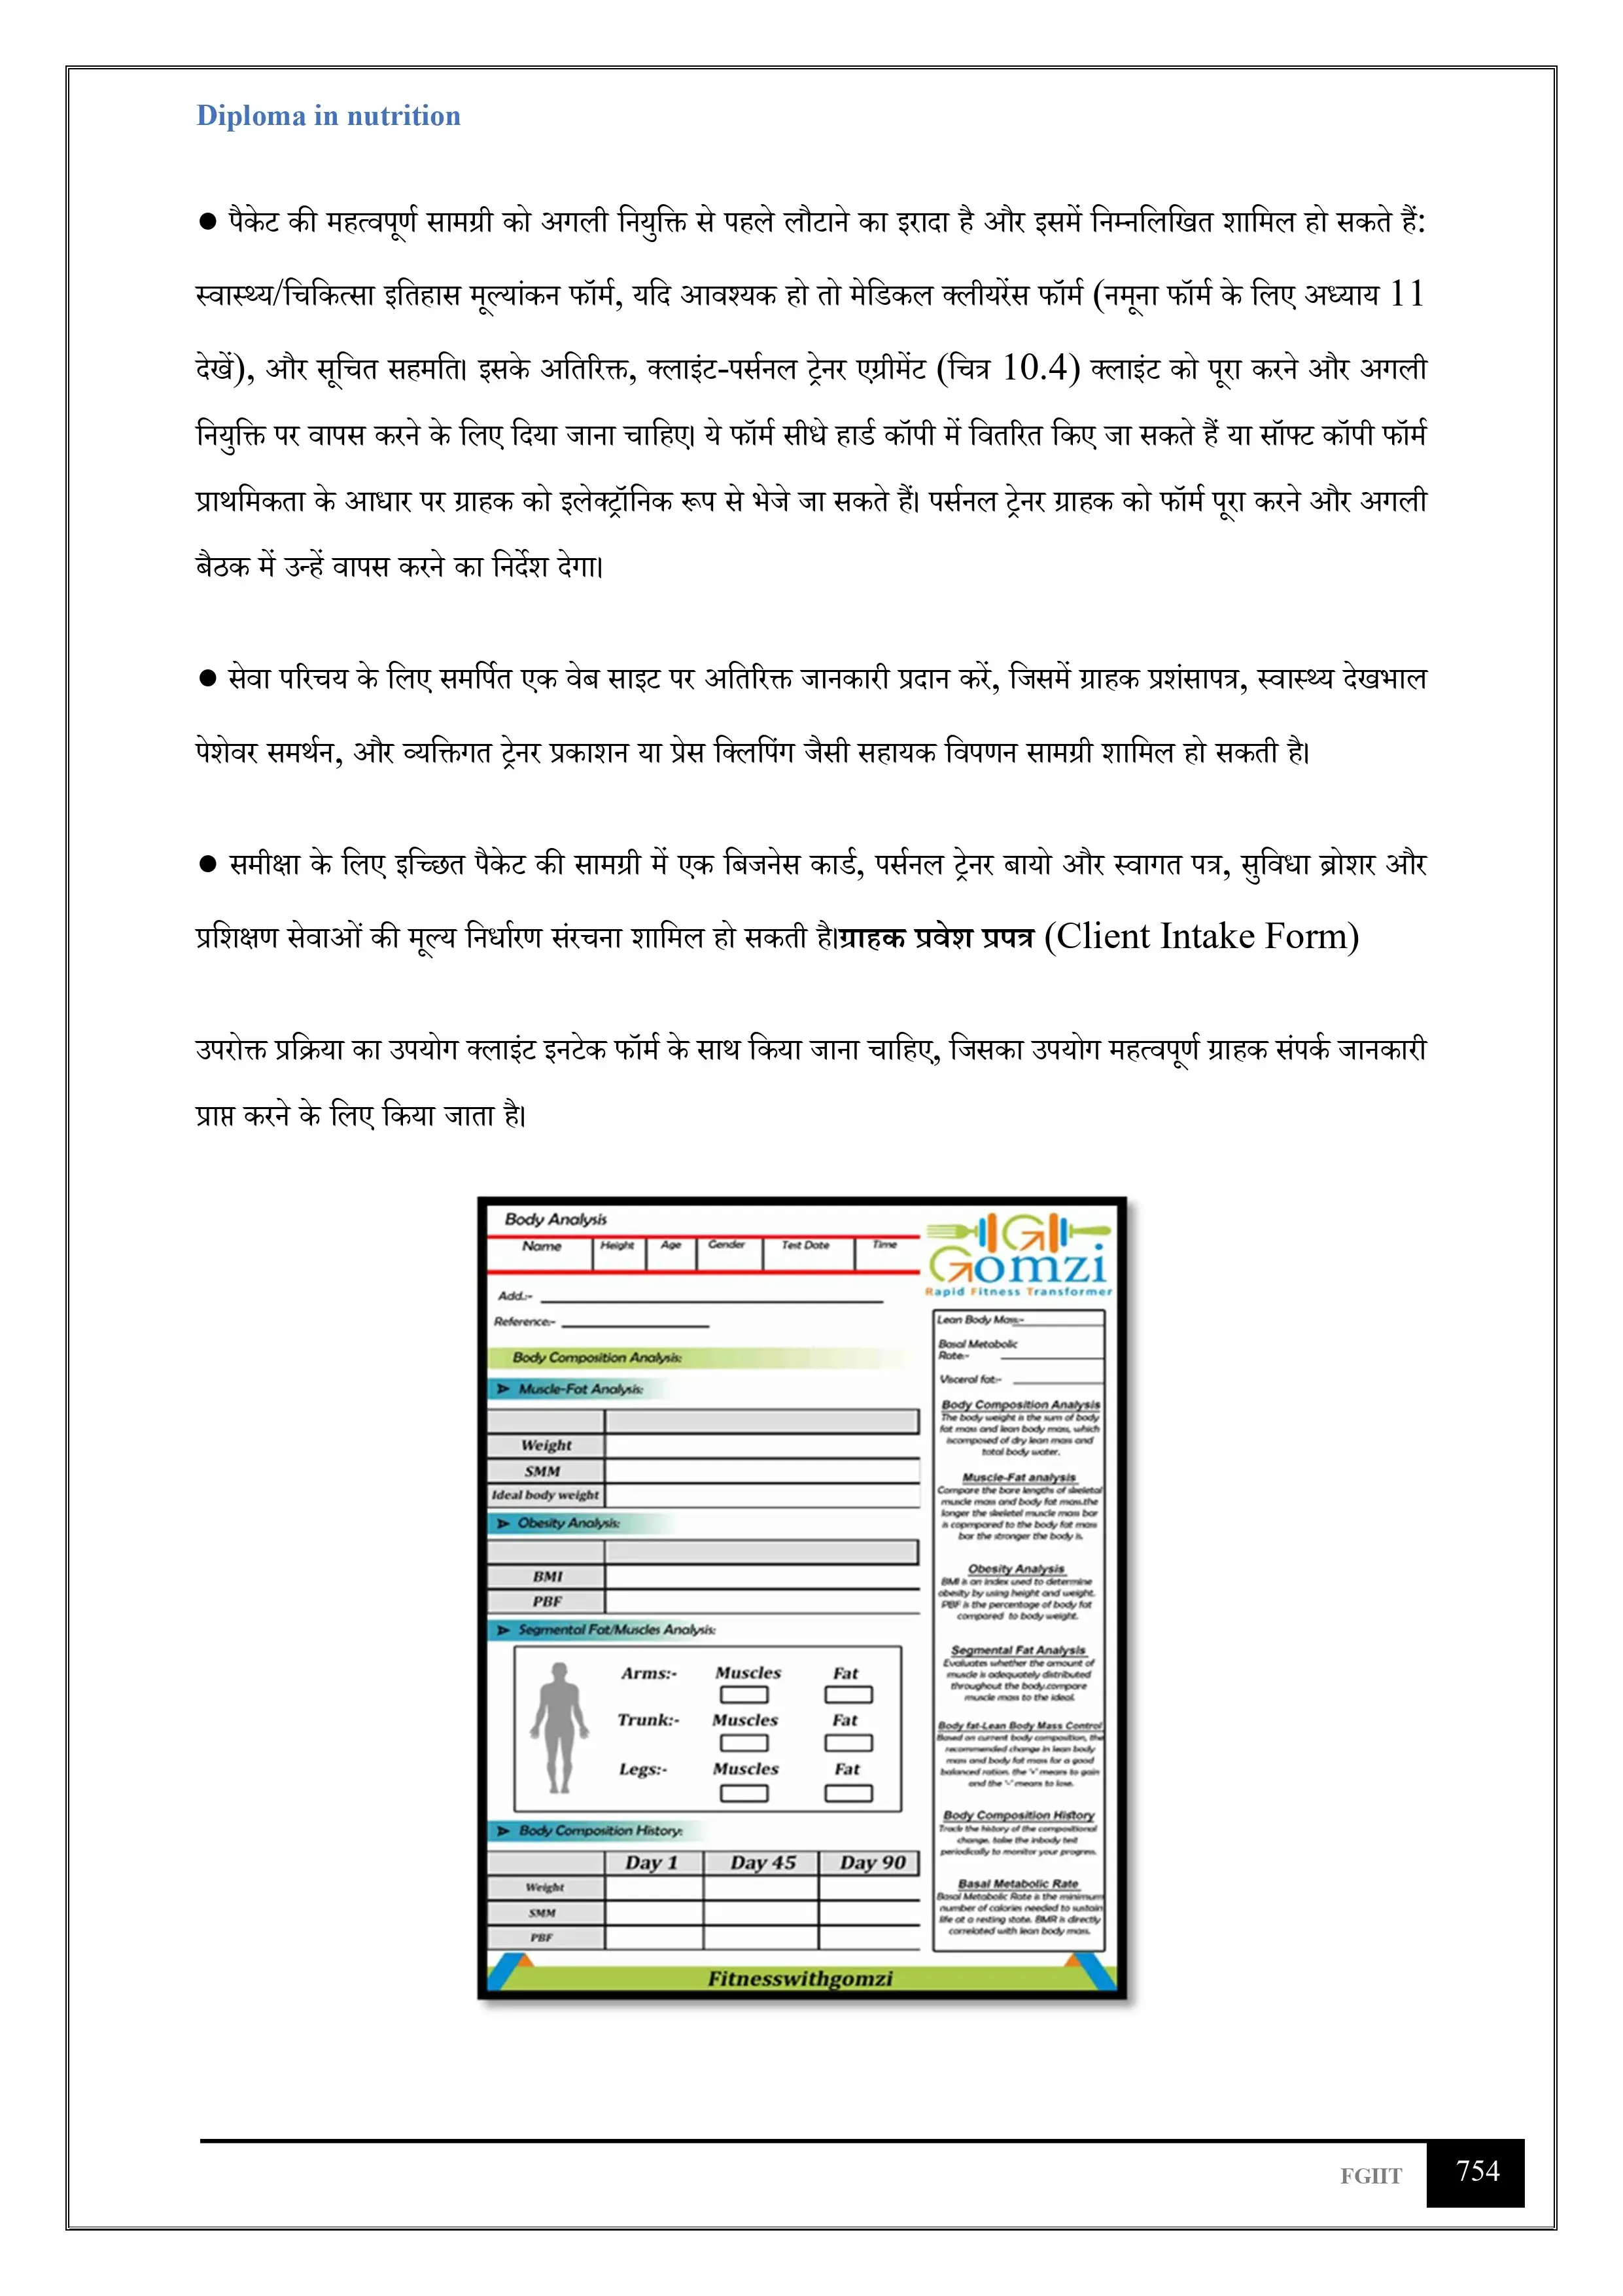 Diploma in nutrition
● पैकेट की महत्वपूर्ण सामग्री को अगली नियुक्ति से पहले लौटाने का इरादा है और इसमें निम्नलिखित शामिल हो सकते हैं:
स्वास्थ्य/चिकित्सा इतिहास मूल्यांकन फॉर्म, यदि आवश्यक हो तो मेडिकल क्लीयरेंस फॉर्म (नमूना फॉर्म के लिए अध्याय 11
देखें), और सूचित सहमति। इसके अतिरिक्त, क्लाइंट-पर्सनल ट्रेनर एग्रीमेंट (चित्र 10.4) क्लाइंट को पूरा करने और अगली
नियुक्ति पर वापस करने के लिए दिया जाना चाहिए। ये फॉर्म सीधे हार्ड कॉपी में वितरित किए जा सकते हैं या सॉफ्ट कॉपी फॉर्म
प्राथमिकता के आधार पर ग्राहक को इलेक्ट्रॉनिक रूप से भेजे जा सकते हैं। पर्सनल ट्रेनर ग्राहक को फॉर्म पूरा करने और अगली
बैठक में उन्हें वापस करने का निर्देश देगा।
● सेवा परिचय के लिए समर्पित एक वेब साइट पर अतिरिक्त जानकारी प्रदान करें, जिसमें ग्राहक प्रशंसापत्र, स्वास्थ्य देखभाल
पेशेवर समर्थन, और व्यक्तिगत ट्रेनर प्रकाशन या प्रेस क्लिपिंग जैसी सहायक विपणन सामग्री शामिल हो सकती है।
● समीक्षा के लिए इच्छित पैकेट की सामग्री में एक बिजनेस कार्ड, पर्सनल ट्रेनर बायो और स्वागत पत्र, सुविधा ब्रोशर और
प्रशिक्षण सेवाओं की मूल्य निर्धारण संरचना शामिल हो सकती है।ग्राहक प्रवेश प्रपत्र (Client Intake Form)
उपरोक्त प्रक्रिया का उपयोग क्लाइंट इनटेक फॉर्म के साथ किया जाना चाहिए, जिसका उपयोग महत्वपूर्ण ग्राहक संपर्क जानकारी
प्राप्त करने के लिए किया जाता है।
Body Analysis
Name Height Age Gender Test Date Time
Gomzi
Rapid Fitness Transformer
Add.:-
Reference:-
Body Composition Analysis:
Muscle-Fat Analysis:
Weight
SMM
Ideal body weight
Obesity Analysis:
BMI
PBF
Segmental Fat/Muscles Analysis:
Arms:- Muscles Fat
Trunk:- Muscles Fat
Legs:- Muscles Fat
Body Composition History:
Day 1 Day 45 Day 90
Weight
SMM
PBF
Lean Body Mass:-
Basal Metabolic
Rate:-
Visceral fat:-
Body Composition Analysis
The body weight is the sum of body
fat mass and lean body mass, which
iscomposed of dry lean mass and
total body water.
Muscle-Fat analysis
Compare the bare lengths of skeletal
muscle mass and body fat mass.the
longer the skeletel muscle mass bar
is copmpared to the body fat mass
bar the stronger the body is.
Obesity Analysis
BMI is an index used to determine
obesity by using height and weight.
PBF is the percentage of body fat
compared to body weight.
Segmental Fat Analysis
Evaluates whether the amount of
muscle is adequately distributed
throughout the body.compare
muscle mass to the ideal.
Body fat-Lean Body Mass Control
Based on current body composition, the
recommended change in lean body
mass and body fat mass for a good
balanced ration. the '+' means to gain
and the '-' means to lose.
Body Composition History
Track the history of the compositional
change. take the inbody test
periodically to monitor your progress.
Basal Metabolic Rate
Basal Metabolic Rate is the minimum
number of calories needed to sustain
life at a resting state. BMR is directly
correlated with lean body mass.
Fitnesswithgomzi
FGIIT 754